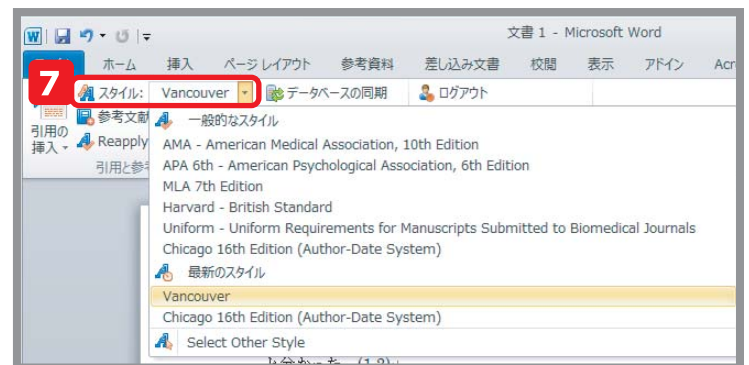 文書 1 - Microsoft Word
ホーム 挿入 ページ レイアウト 参考資料 差し込み文書 校閲 表示 アドイン Acr
7
スタイル: Vancouver データベースの同期 ログアウト
引用の
挿入
参考文献
Reapply
引用と参
一般的なスタイル
AMA - American Medical Association, 10th Edition
APA 6th - American Psychological Association, 6th Edition
MLA 7th Edition
Harvard - British Standard
Uniform - Uniform Requirements for Manuscripts Submitted to Biomedical Journals
Chicago 16th Edition (Author-Date System)
最新のスタイル
Vancouver
Chicago 16th Edition (Author-Date System)
Select Other Style